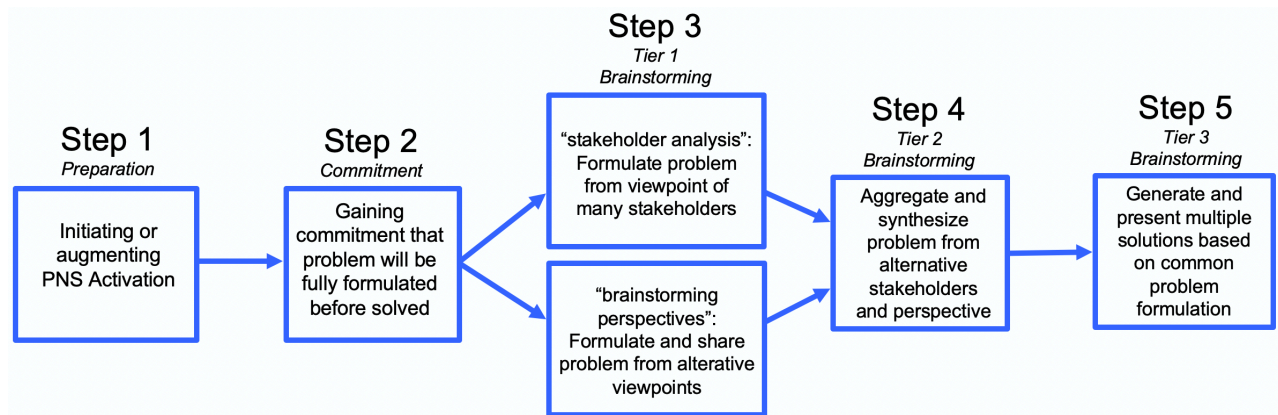 Step 1
Preparation
Initiating or
augmenting
PNS Activation
Step 2
Commitment
Gaining
commitment that
problem will be
fully formulated
before solved
Step 3
Tier 1
Brainstorming
“stakeholder analysis”:
Formulate problem
from viewpoint of
many stakeholders
“brainstorming
perspectives”:
Formulate and share
problem from alterative
viewpoints
Step 4
Tier 2
Brainstorming
Aggregate and
synthesize
problem from
alternative
stakeholders
and perspective
Step 5
Tier 3
Brainstorming
Generate and
present multiple
solutions based
on common
problem
formulation